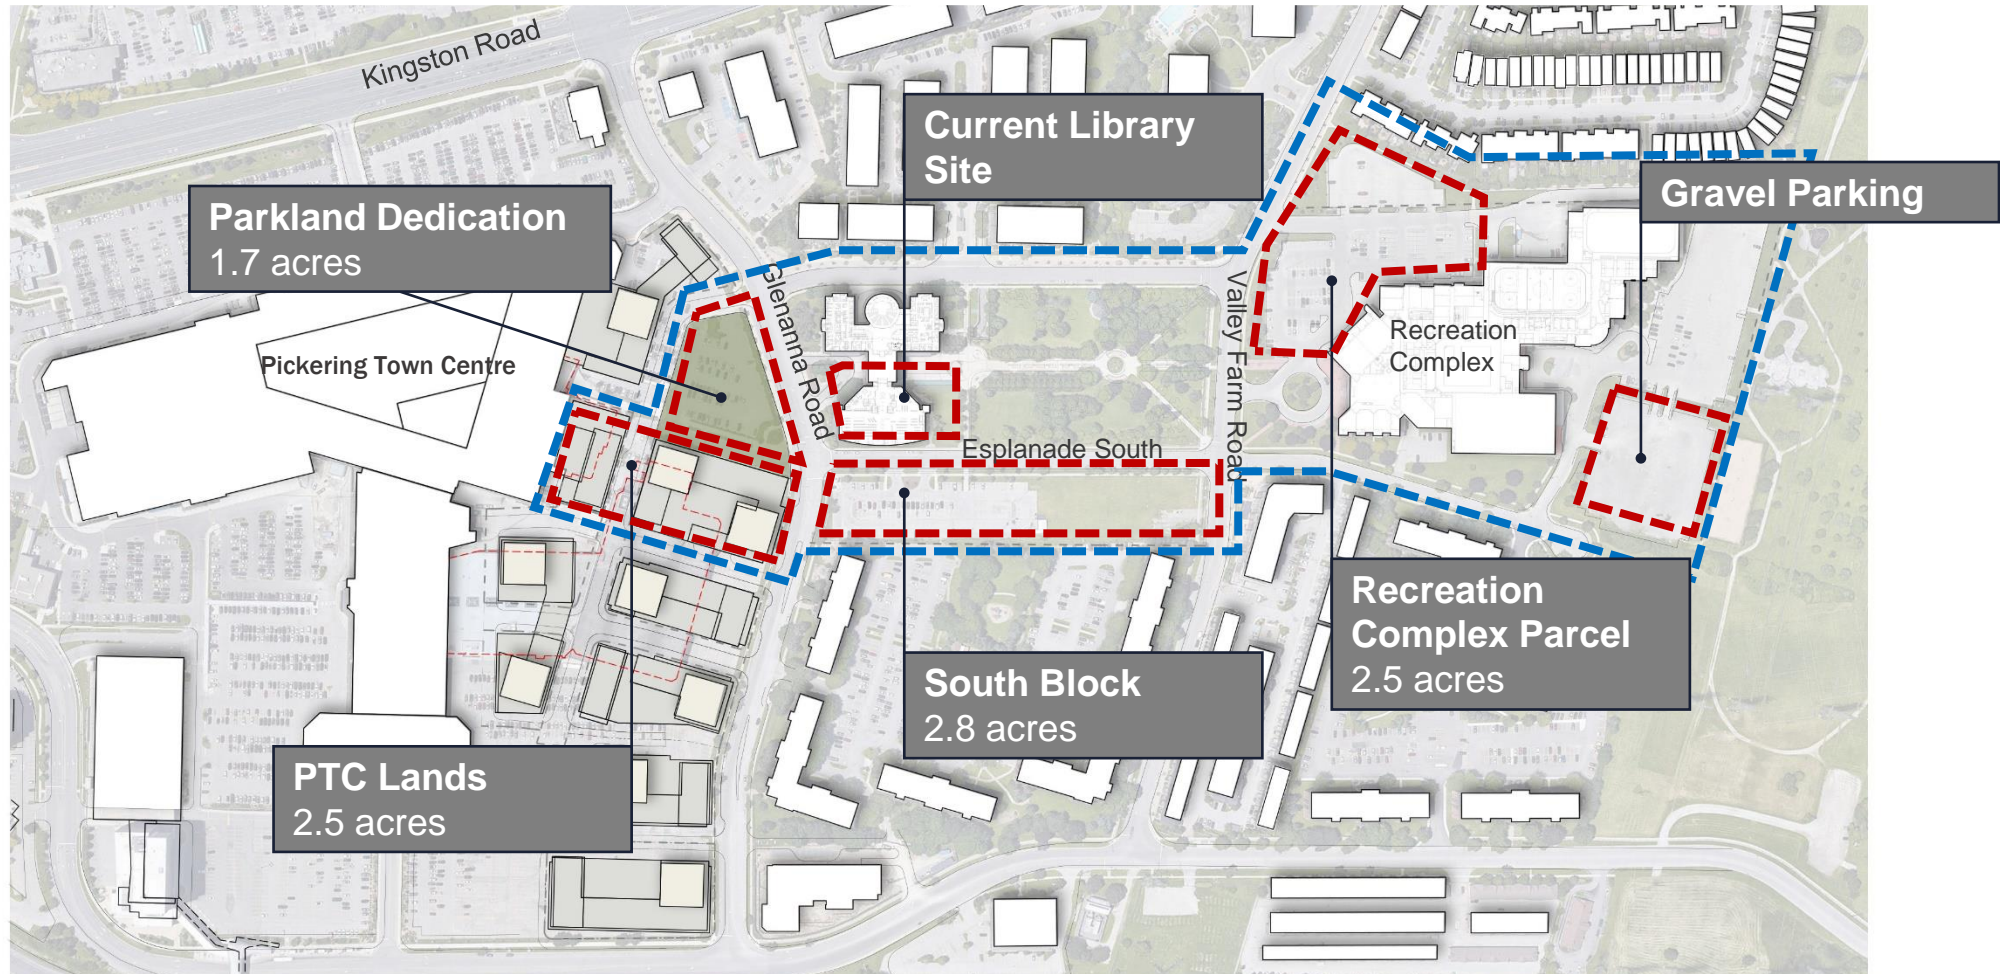 Kingston Road
Current Library
Site
Gravel Parking
Parkland Dedication
1.7 acres
Glenanna Road
Valley Farm Road
Recreation
Complex
Pickering Town Centre
Esplanade South
Recreation
Complex Parcel
2.5 acres
South Block
2.8 acres
PTC Lands
2.5 acres